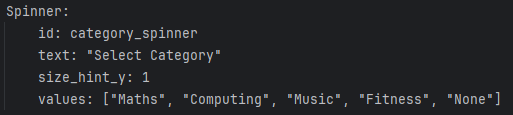 Spinner:
    id: category_spinner
    text: "Select Category"
    size_hint_y: 1
    values: ["Maths", "Computing", "Music", "Fitness", "None"]